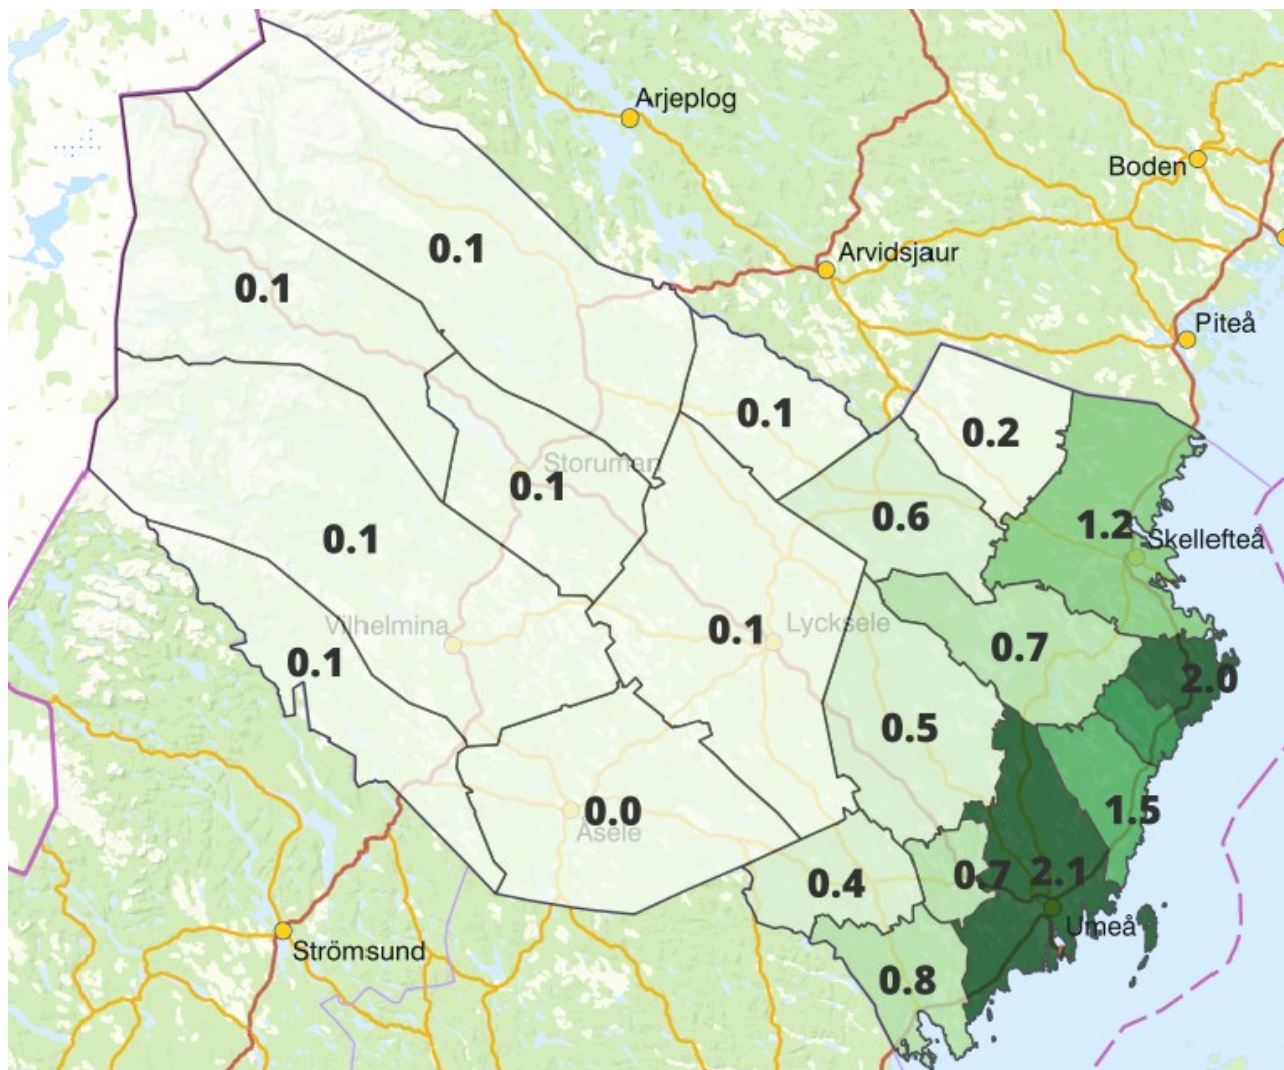 Arjeplog
Boden
0.1
Arvidsjaur
0.1
Piteå
0.1
0.2
Storuman
0.1
0.6
1.2
Skellefteå
0.1
Vilhelmina
0.1
Lycksele
0.7
0.1
2.0
0.5
0.0
Åsele
1.5
0.4
0.7
2.1
Umeå
Strömsund
0.8